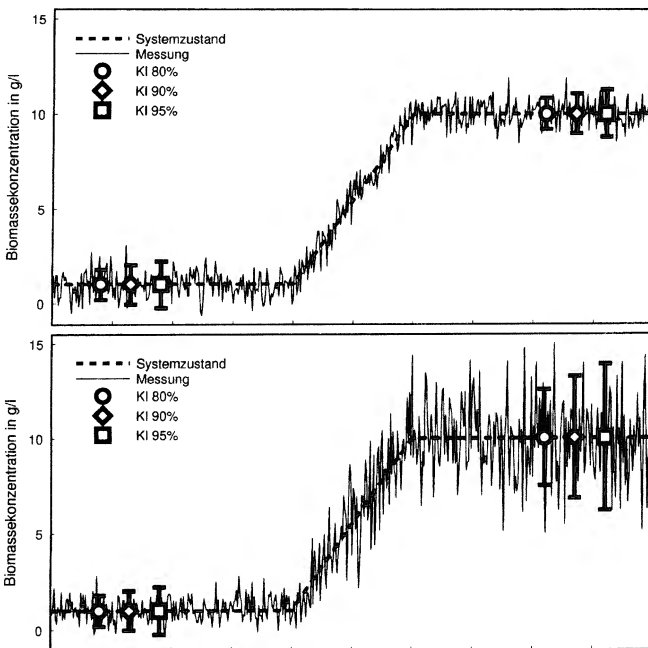 15
Systemzustand
Messung
KI 80%
KI 90%
KI 95%
10
5
0
Biomassekonzentration in g/l
15
Systemzustand
Messung
KI 80%
KI 90%
KI 95%
10
5
0
Biomassekonzentration in g/l